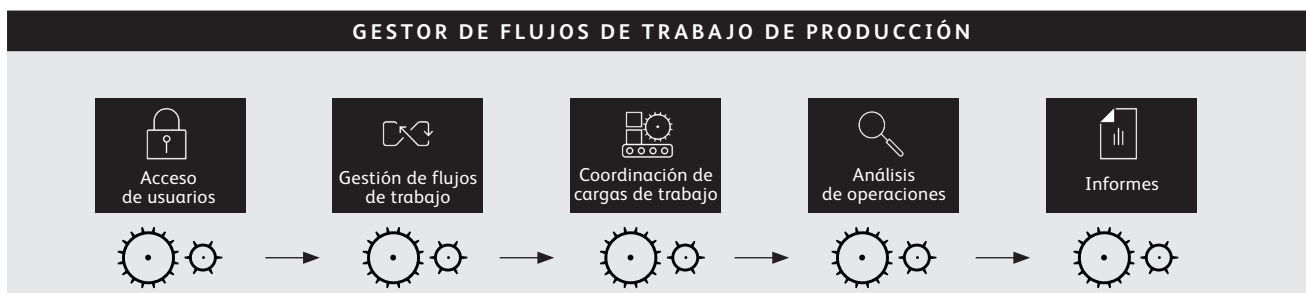 GESTOR DE FLUJOS DE TRABAJO DE PRODUCCIÓN
Acceso
de usuarios
Gestión de flujos
de trabajo
Coordinación de
cargas de trabajo
Análisis
de operaciones
Informes